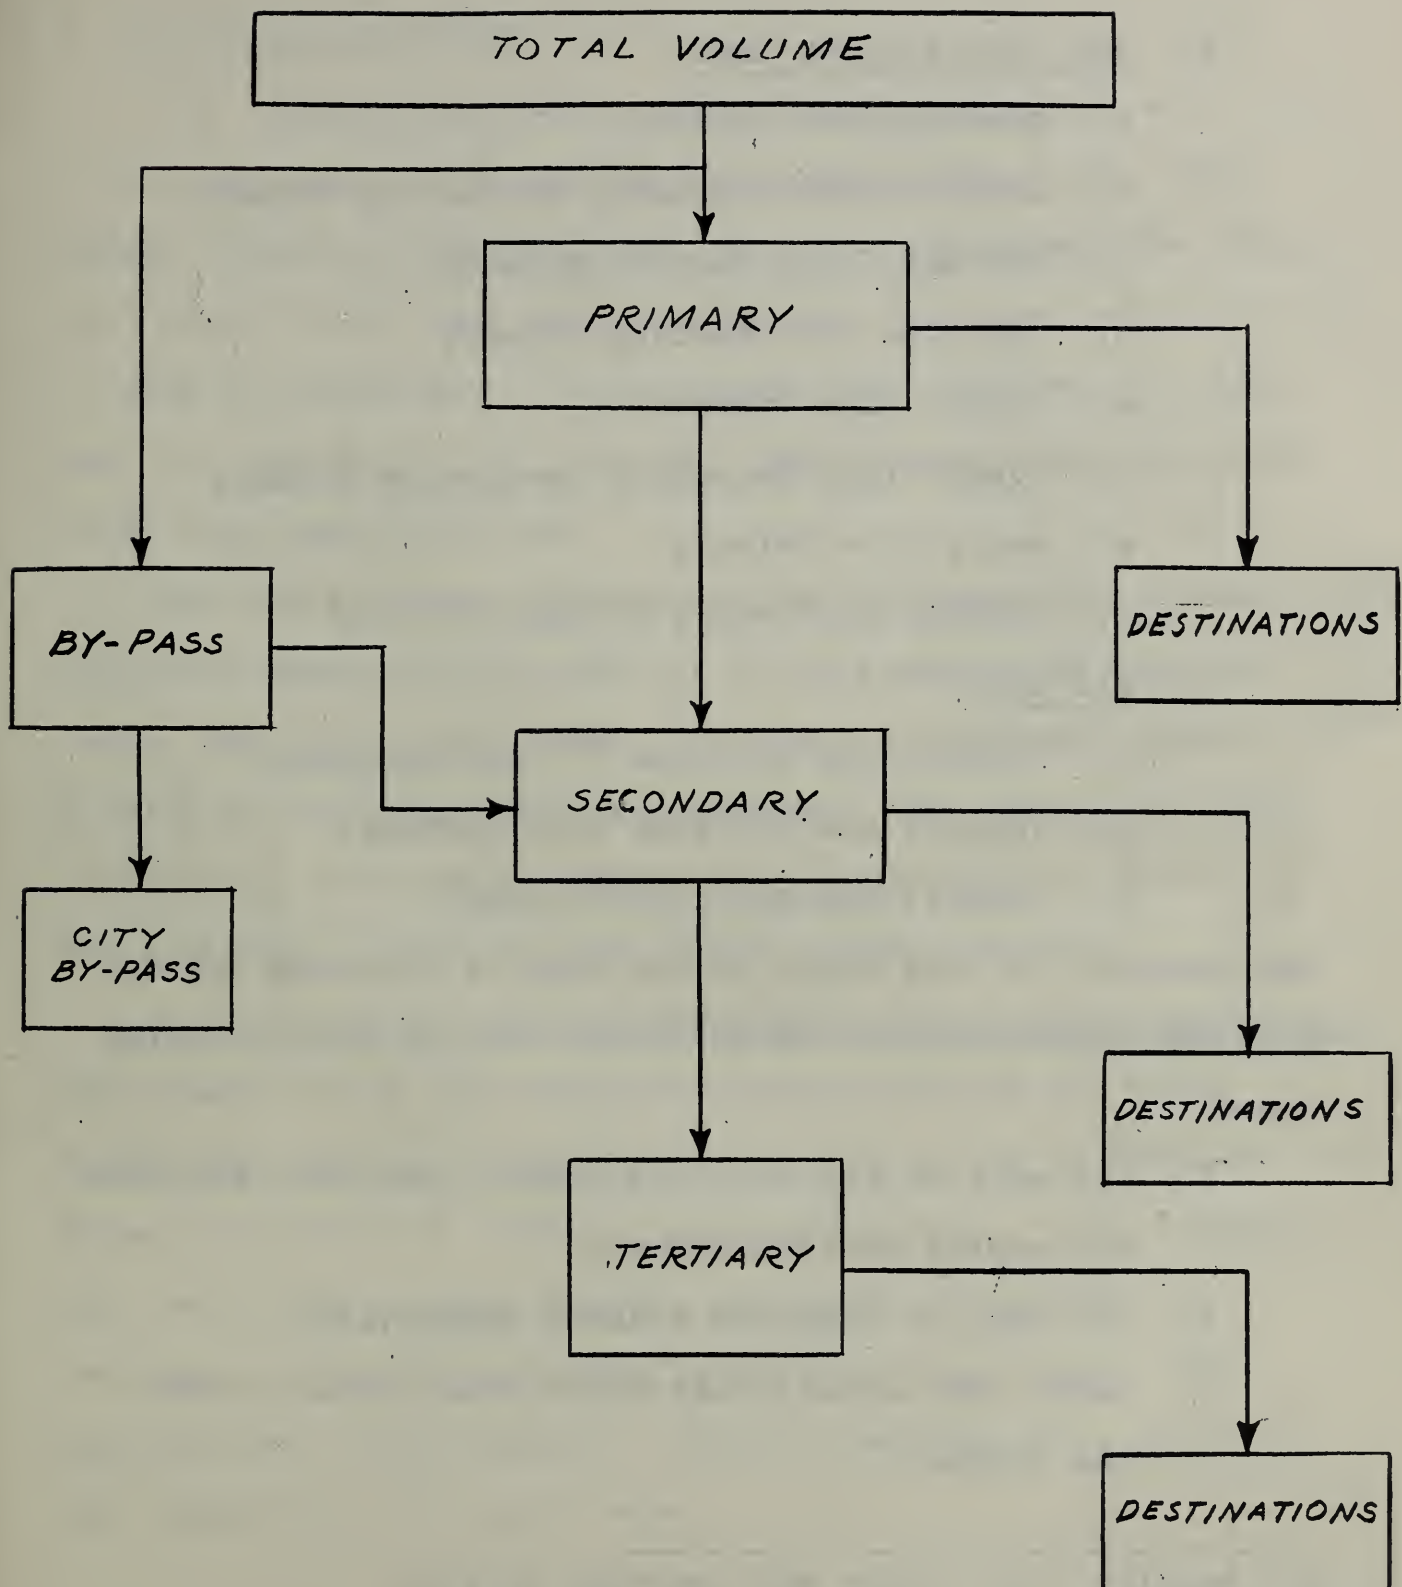 TOTAL VOLUME
PRIMARY
BY-PASS
DESTINATIONS
SECONDARY
CITY
BY-PASS
DESTINATIONS
TERTIARY
DESTINATIONS